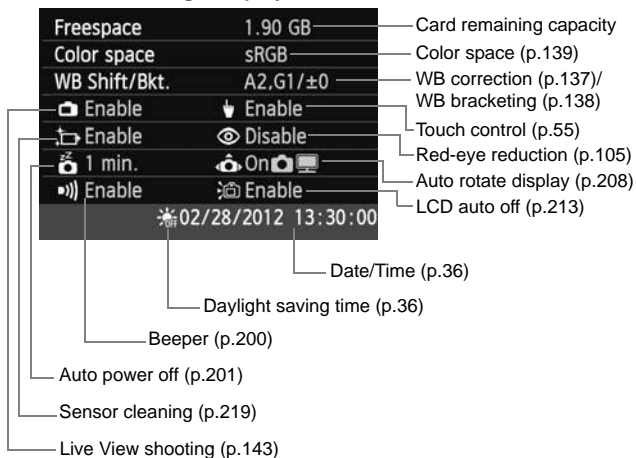 Freespace 1.90 GB
Card remaining capacity
Color space sRGB
Color space (p.139)
WB Shift/Bkt. A2,G1/±0
WB correction (p.137)/
WB bracketing (p.138)
Enable Enable
Touch control (p.55)
Enable Disable
Red-eye reduction (p.105)
zZ 1 min. On
Auto rotate display (p.208)
Enable Enable
LCD auto off (p.213)
OFF 02/28/2012 13:30:00
Date/Time (p.36)
Daylight saving time (p.36)
Beeper (p.200)
Auto power off (p.201)
Sensor cleaning (p.219)
Live View shooting (p.143)